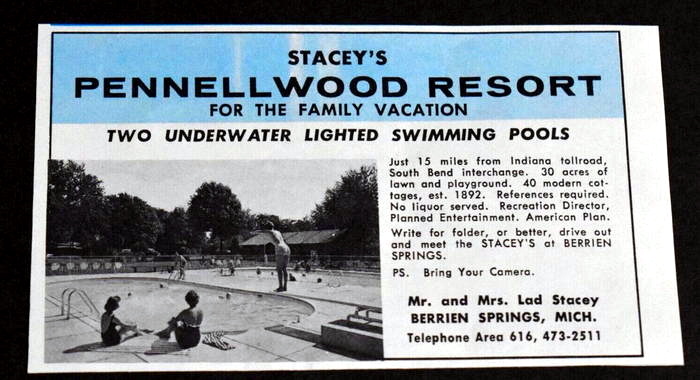 STACEY'S
PENNELLWOOD RESORT
FOR THE FAMILY VACATION
TWO UNDERWATER LIGHTED SWIMMING POOLS
Just 15 miles from Indiana tollroad,
South Bend interchange. 30 acres of
lawn and playground. 40 modern cot-
tages, est. 1892. References required.
No liquor served. Recreation Director,
Planned Entertainment. American Plan.
Write for folder, or better, drive out
and meet the STACEY'S at BERRIEN
SPRINGS.
PS. Bring Your Camera.
Mr. and Mrs. Lad Stacey
BERRIEN SPRINGS, MICH.
Telephone Area 616, 473-2511